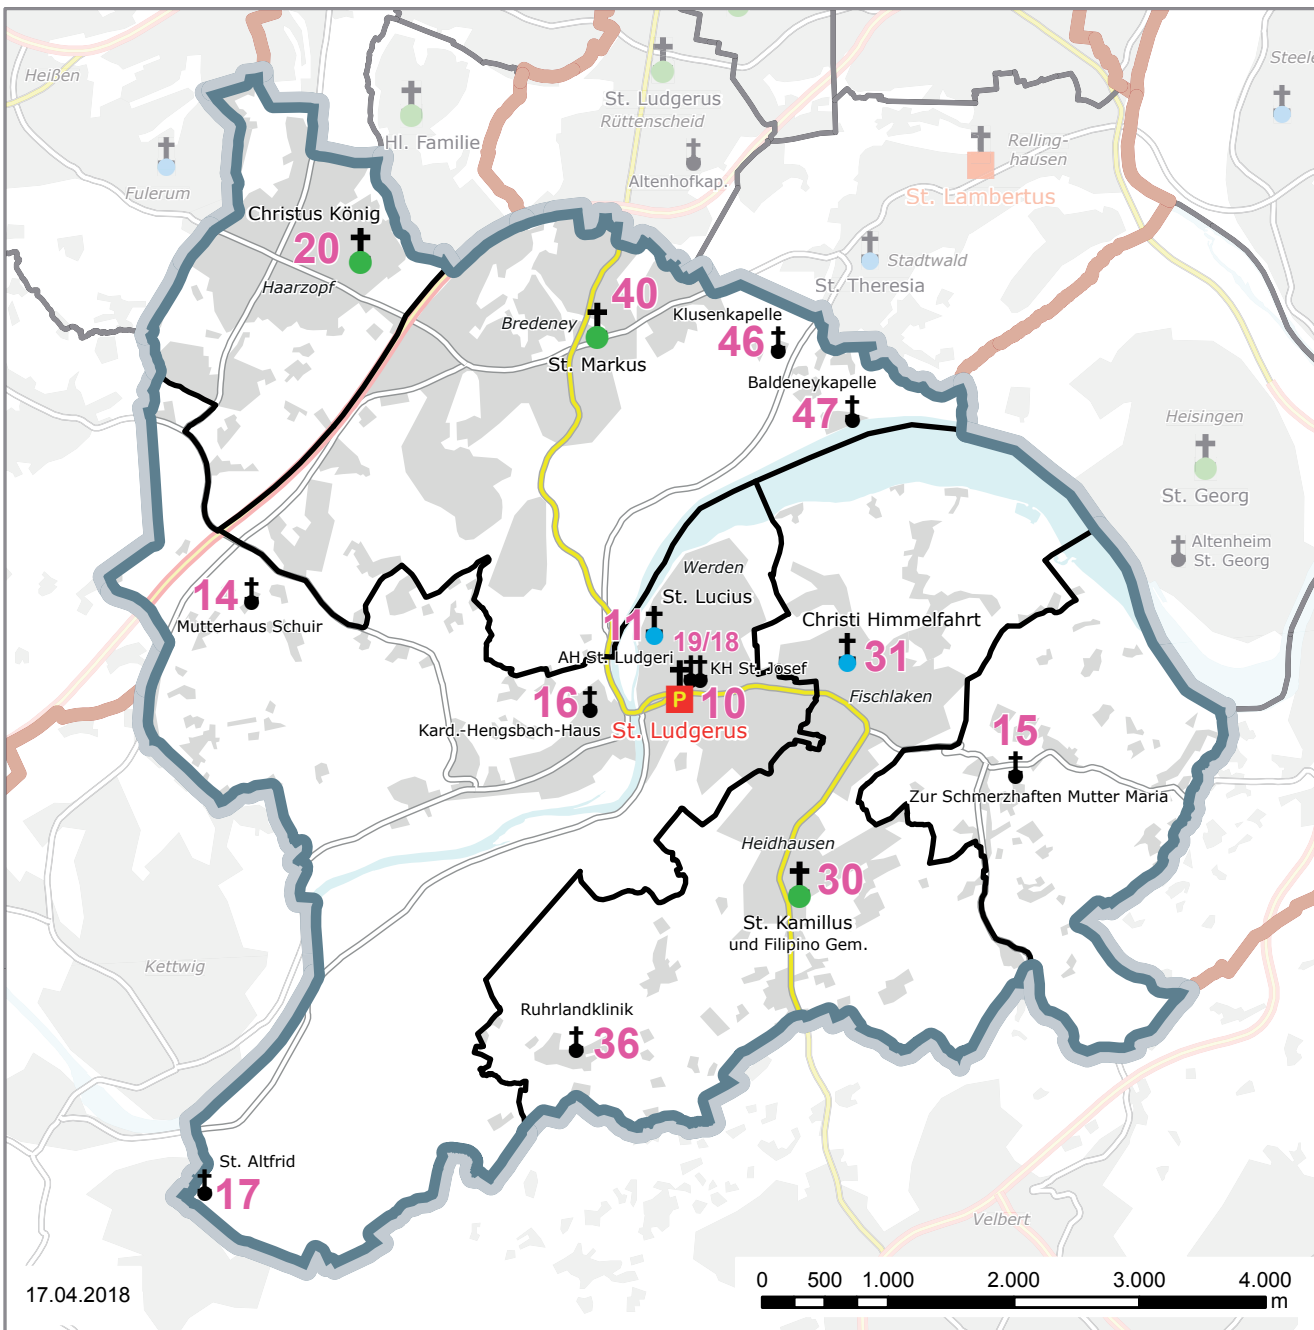 Heißen
Steele
St. Ludgerus
Rüttenscheid
Hl. Familie
Relling-
hausen
Fulerum
Altenhofkap.
St. Lambertus
Christus König
20
Haarzopf
Stadtwald
St. Theresia
40
Bredeney
St. Markus
Klusenkapelle
46
Baldeneykapelle
47
Heisingen
St. Georg
Altenheim
St. Georg
Werden
14
Mutterhaus Schuir
St. Lucius
11
19/18
AH St. Ludgeri
KH St. Josef
Christi Himmelfahrt
31
Fischlaken
16
Kard.-Hengsbach-Haus
P
10
St. Ludgerus
15
Zur Schmerzhaften Mutter Maria
Heidhausen
30
St. Kamillus
und Filipino Gem.
Kettwig
Ruhrlandklinik
36
St. Altfrid
17
Velbert
17.04.2018
0 500 1.000 2.000 3.000 4.000
m